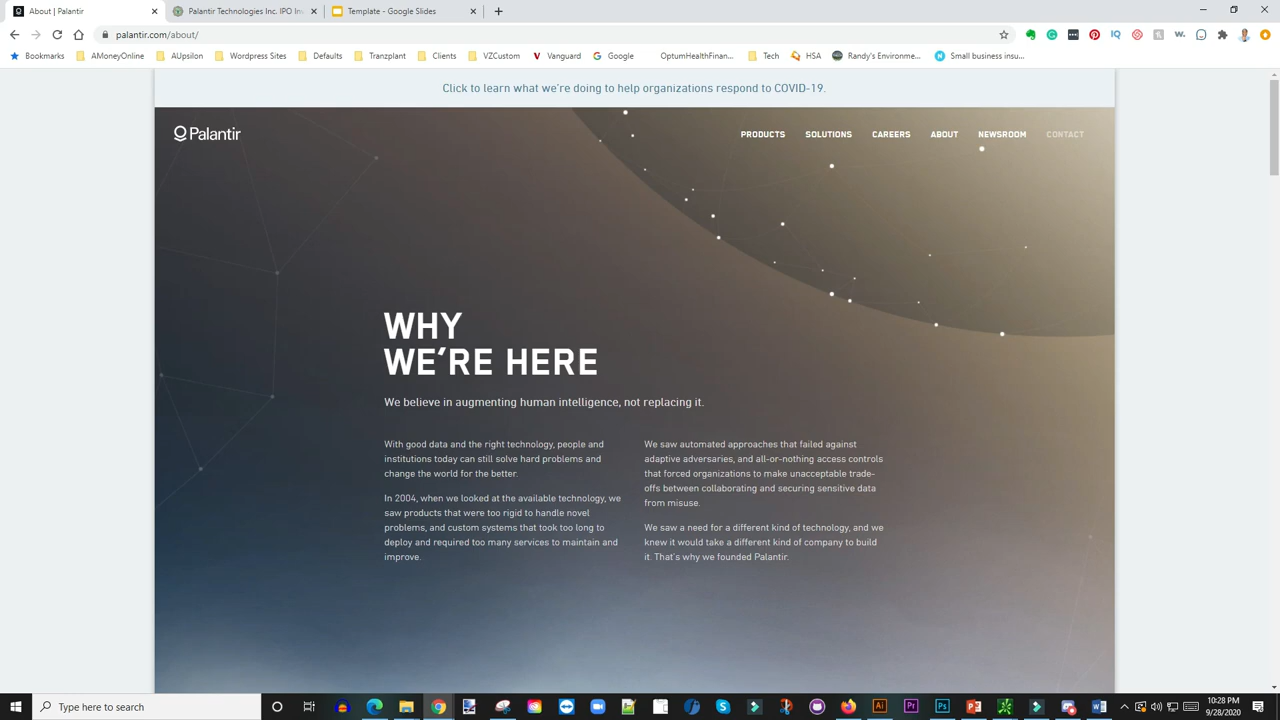 About | Palantir
Palantir Technologies Inc. IPO In
Template - Google Slides
palantir.com/about/
Bookmarks
AMoneyOnline
AUpsilon
Wordpress Sites
Defaults
Tranzplant
Clients
VZCustom
Vanguard
Google
OptumHealthFinan...
Tech
HSA
Randy's Environme...
Small business insu...
Click to learn what we're doing to help organizations respond to COVID-19.
Palantir
PRODUCTS
SOLUTIONS
CAREERS
ABOUT
NEWSROOM
CONTACT
WHY
WE'RE HERE
We believe in augmenting human intelligence, not replacing it.
With good data and the right technology, people and
institutions today can still solve hard problems and
change the world for the better.
In 2004, when we looked at the available technology, we
saw products that were too rigid to handle novel
problems, and custom systems that took too long to
deploy and required too many services to maintain and
improve.
We saw automated approaches that failed against
adaptive adversaries, and all-or-nothing access controls
that forced organizations to make unacceptable trade-
offs between collaborating and securing sensitive data
from misuse.
We saw a need for a different kind of technology, and we
knew it would take a different kind of company to build
it. That's why we founded Palantir.
Type here to search
10:28 PM
9/28/2020